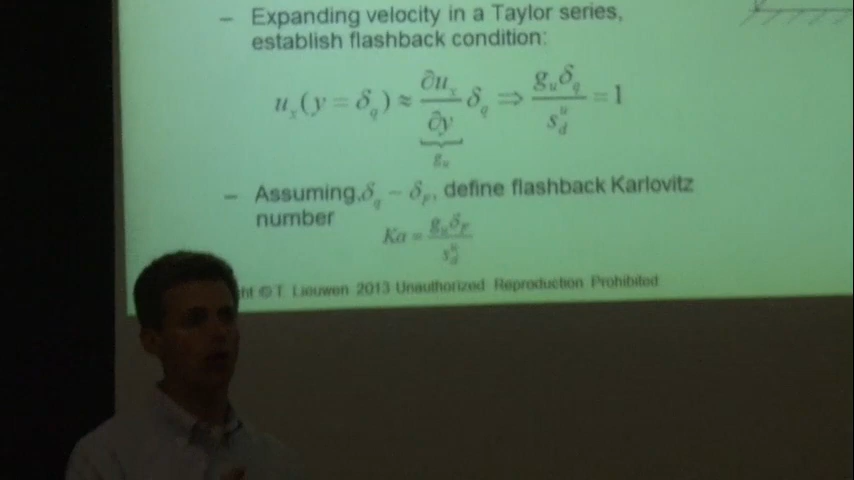 – Expanding velocity in a Taylor series,
establish flashback condition:
u_x(y = δ_q) ≈ ∂u_x/∂y δ_q ⇒ g_u δ_q / s_d^u = 1
g_u
– Assuming, δ_q ~ δ_F, define flashback Karlovitz
number
Ka = g_u δ_F / s_d^u
ht © T. Lieuwen 2013 Unauthorized Reproduction Prohibited